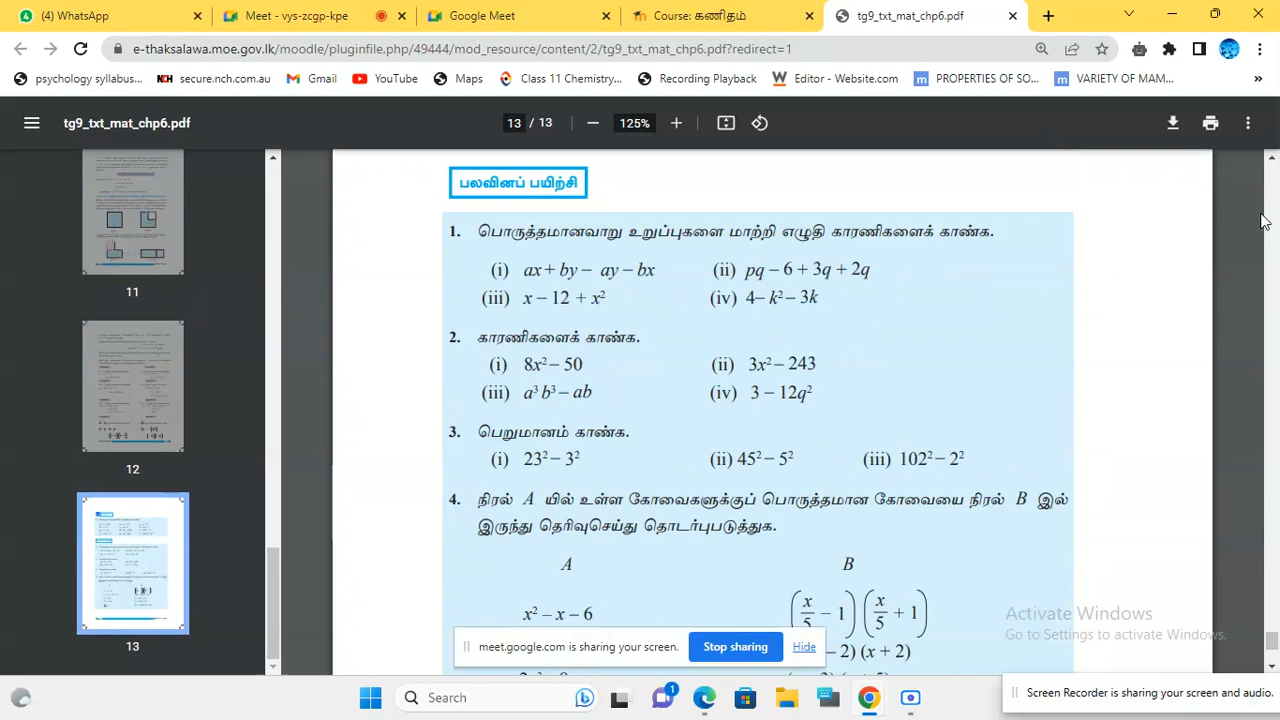 (4) WhatsApp
Meet - vys-zcgp-kpe
Google Meet
Course: கணிதம்
tg9_txt_mat_chp6.pdf
e-thaksalawa.moe.gov.lk/moodle/pluginfile.php/49444/mod_resource/content/2/tg9_txt_mat_chp6.pdf?redirect=1
psychology syllabus...
secure.nch.com.au
Gmail
YouTube
Maps
Class 11 Chemistry...
Recording Playback
Editor - Website.com
PROPERTIES OF SO...
VARIETY OF MAM...
»
tg9_txt_mat_chp6.pdf
13 / 13
125%
11
12
13
பலவினப் பயிற்சி
1. பொருத்தமானவாறு உறுப்புகளை மாற்றி எழுதி காரணிகளைக் காண்க.
(i) ax + by – ay – bx (ii) pq – 6 + 3q + 2q
(iii) x – 12 + x² (iv) 4– k² – 3k
2. காரணிகளைக் காண்க.
(i) 8x² – 50 (ii) 3x² – 243
(iii) a³ b³ – ab (iv) 3 – 12q²
3. பெறுமானம் காண்க.
(i) 23² – 3² (ii) 45² – 5² (iii) 102² – 2²
4. நிரல் A யில் உள்ள கோவைகளுக்குப் பொருத்தமான கோவையை நிரல் B இல்
இருந்து தெரிவுசெய்து தொடர்புபடுத்துக.
A B
x² – x – 6 (x/5 – 1) (x/5 + 1)
– 2) (x + 2)
meet.google.com is sharing your screen.
Stop sharing
Hide
Activate Windows
Go to Settings to activate Windows.
Search
1
Screen Recorder is sharing your screen and audio.